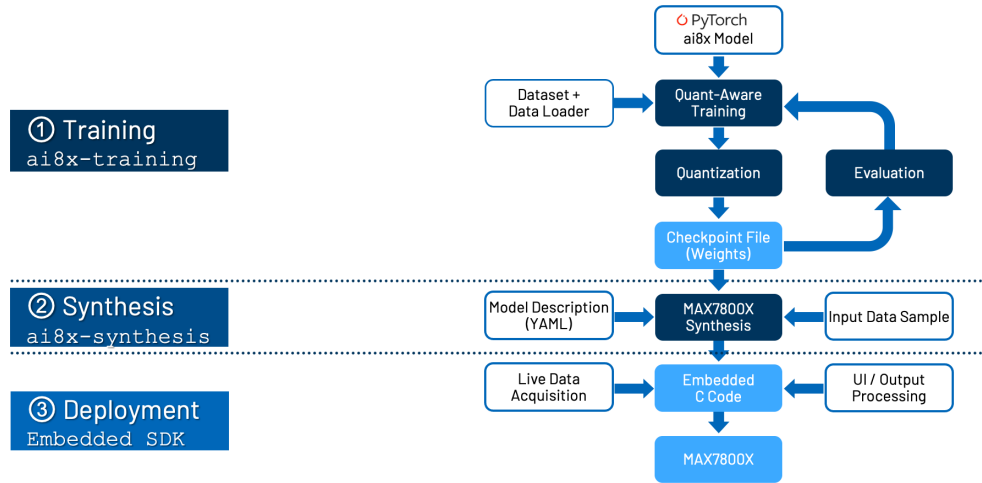 PyTorch
ai8x Model
Dataset +
Data Loader
Quant-Aware
Training
① Training
ai8x-training
Quantization
Evaluation
Checkpoint File
(Weights)
② Synthesis
ai8x-synthesis
Model Description
(YAML)
MAX7800X
Synthesis
Input Data Sample
③ Deployment
Embedded SDK
Live Data
Acquisition
Embedded
C Code
UI / Output
Processing
MAX7800X